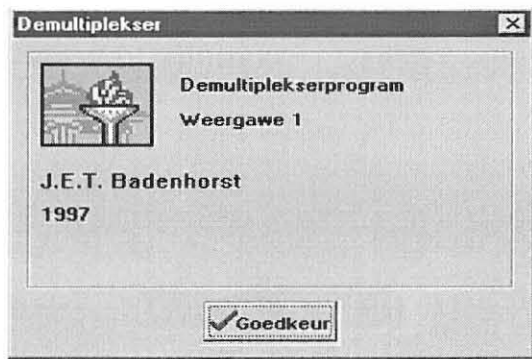 Demultiplekser
Demultiplekserprogram
Weergawe 1
J.E.T. Badenhorst
1997
Goedkeur